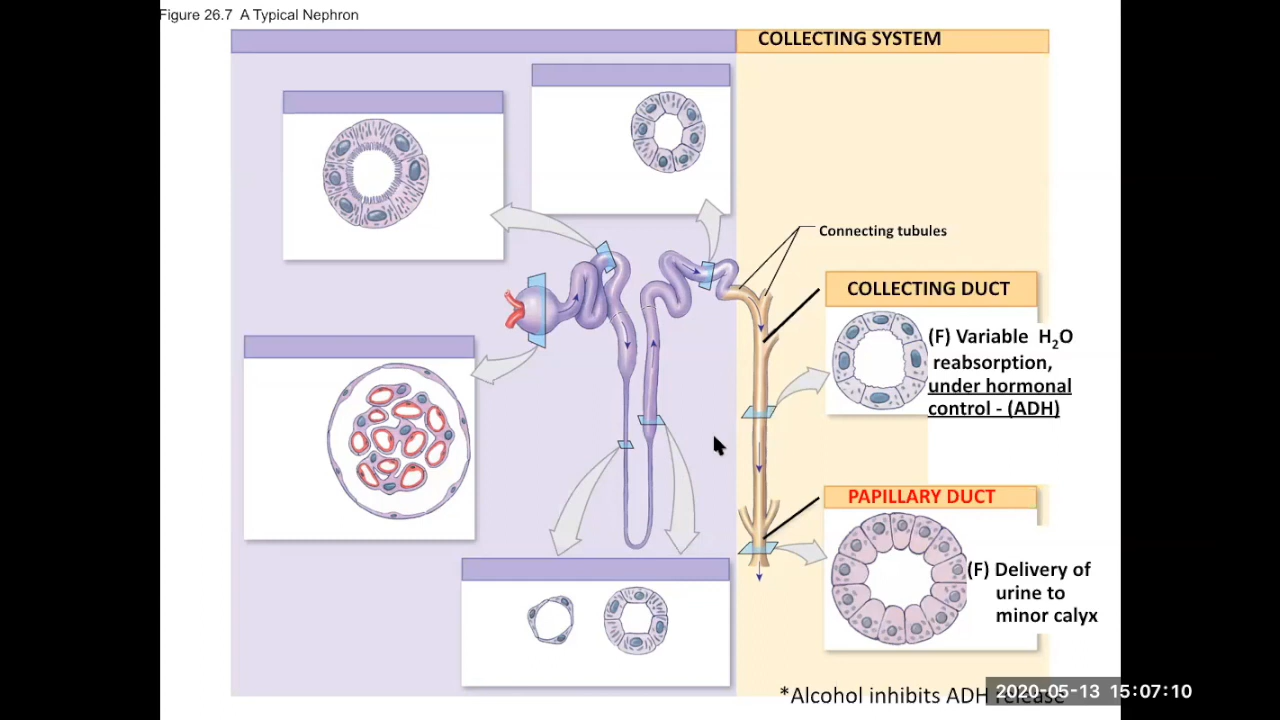 Figure 26.7 A Typical Nephron
COLLECTING SYSTEM
Connecting tubules
COLLECTING DUCT
(F) Variable H₂O
reabsorption,
under hormonal
control - (ADH)
PAPILLARY DUCT
(F) Delivery of
urine to
minor calyx
*Alcohol inhibits ADH release
2020-05-13 15:07:10